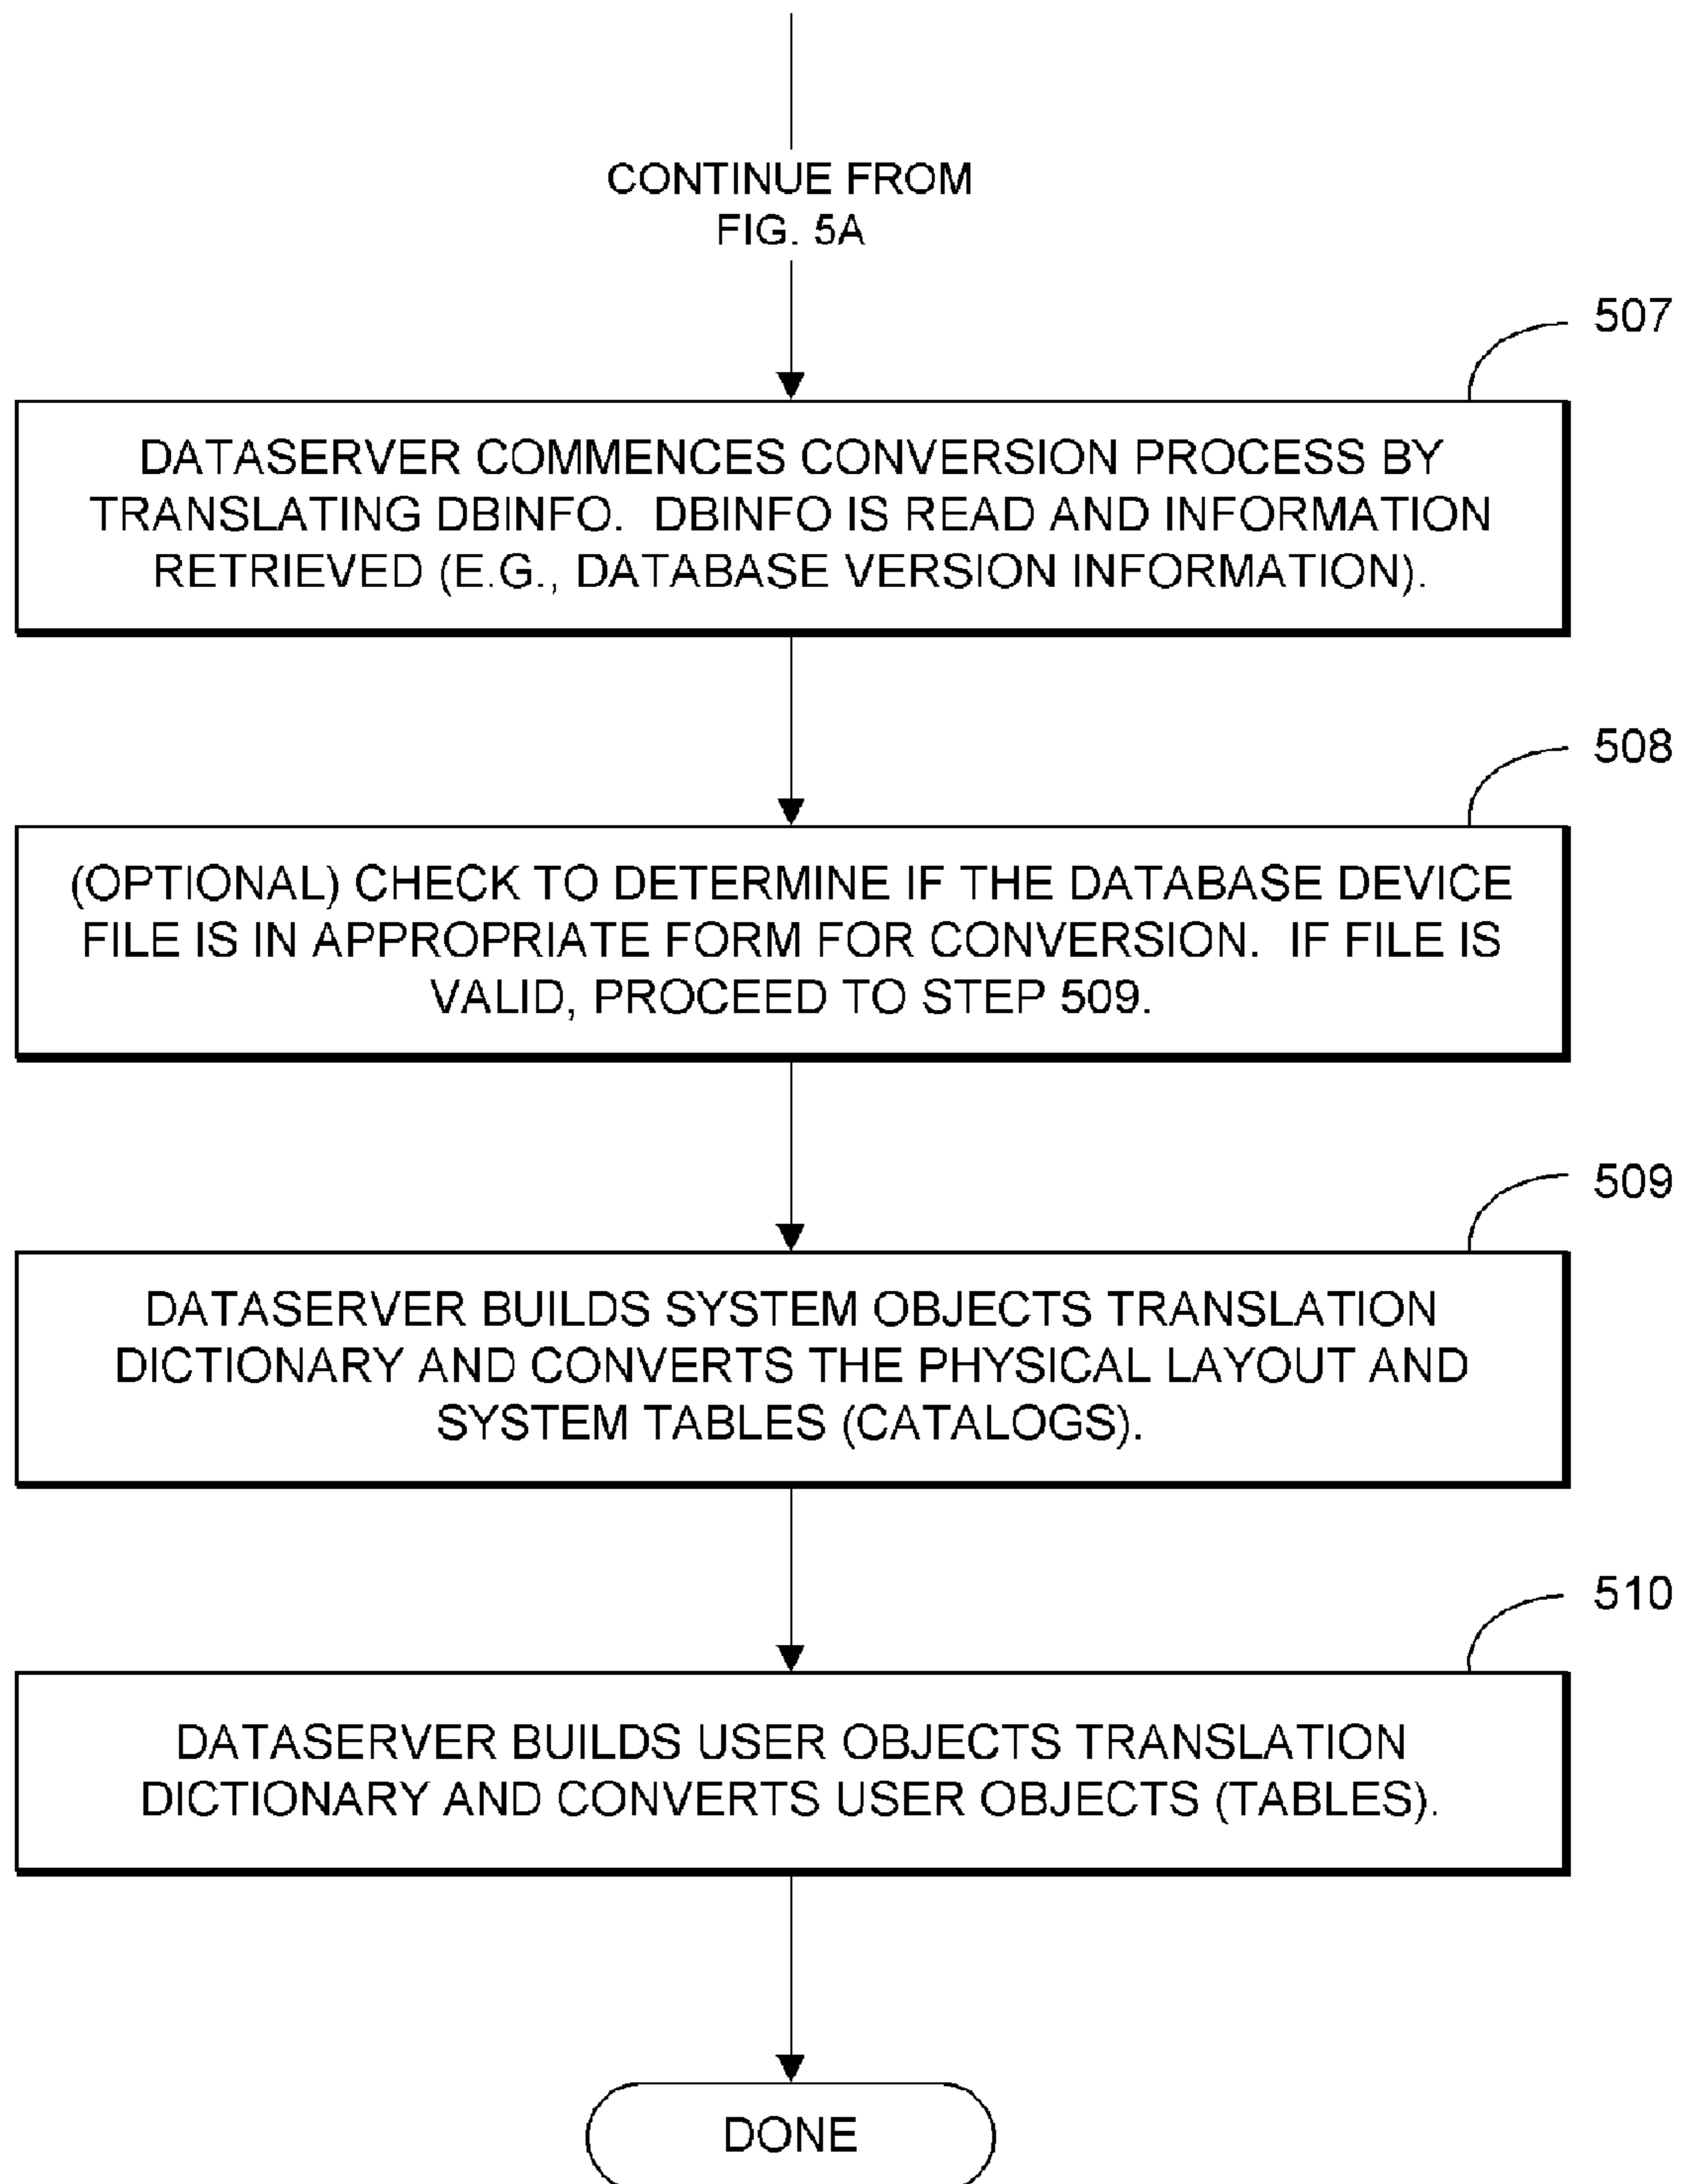 CONTINUE FROM
FIG. 5A
507
DATASERVER COMMENCES CONVERSION PROCESS BY
TRANSLATING DBINFO.  DBINFO IS READ AND INFORMATION
RETRIEVED (E.G., DATABASE VERSION INFORMATION).
508
(OPTIONAL) CHECK TO DETERMINE IF THE DATABASE DEVICE
FILE IS IN APPROPRIATE FORM FOR CONVERSION.  IF FILE IS
VALID, PROCEED TO STEP 509.
509
DATASERVER BUILDS SYSTEM OBJECTS TRANSLATION
DICTIONARY AND CONVERTS THE PHYSICAL LAYOUT AND
SYSTEM TABLES (CATALOGS).
510
DATASERVER BUILDS USER OBJECTS TRANSLATION
DICTIONARY AND CONVERTS USER OBJECTS (TABLES).
DONE